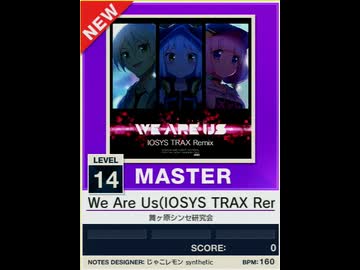 NEW
WE ARE US
IOSYS TRAX Remix
LEVEL
14
MASTER
We Are Us(IOSYS TRAX Rer
舞ヶ原シンセ研究会
SCORE: 0
NOTES DESIGNER: じゃこレモン synthetic BPM:160